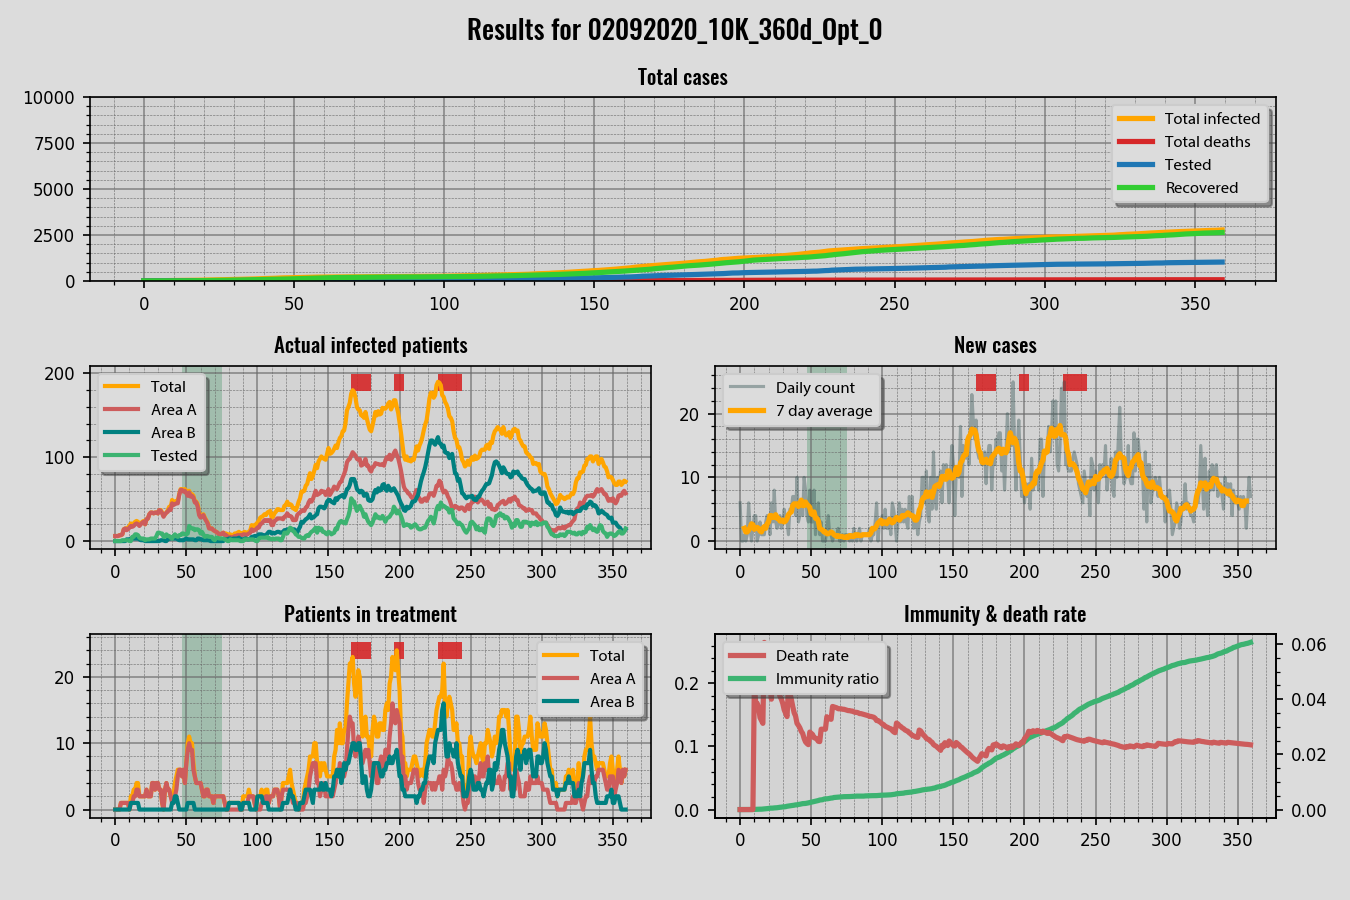 Results for 02092020_10K_360d_Opt_0
Total cases
10000
7500
5000
2500
0
Total infected
Total deaths
Tested
Recovered
0 50 100 150 200 250 300 350
Actual infected patients
200
100
0
Total
Area A
Area B
Tested
0 50 100 150 200 250 300 350
New cases
20
10
0
Daily count
7 day average
0 50 100 150 200 250 300 350
Patients in treatment
20
10
0
Total
Area A
Area B
0 50 100 150 200 250 300 350
Immunity & death rate
0.2
0.1
0.0
Death rate
Immunity ratio
0.06
0.04
0.02
0.00
0 50 100 150 200 250 300 350